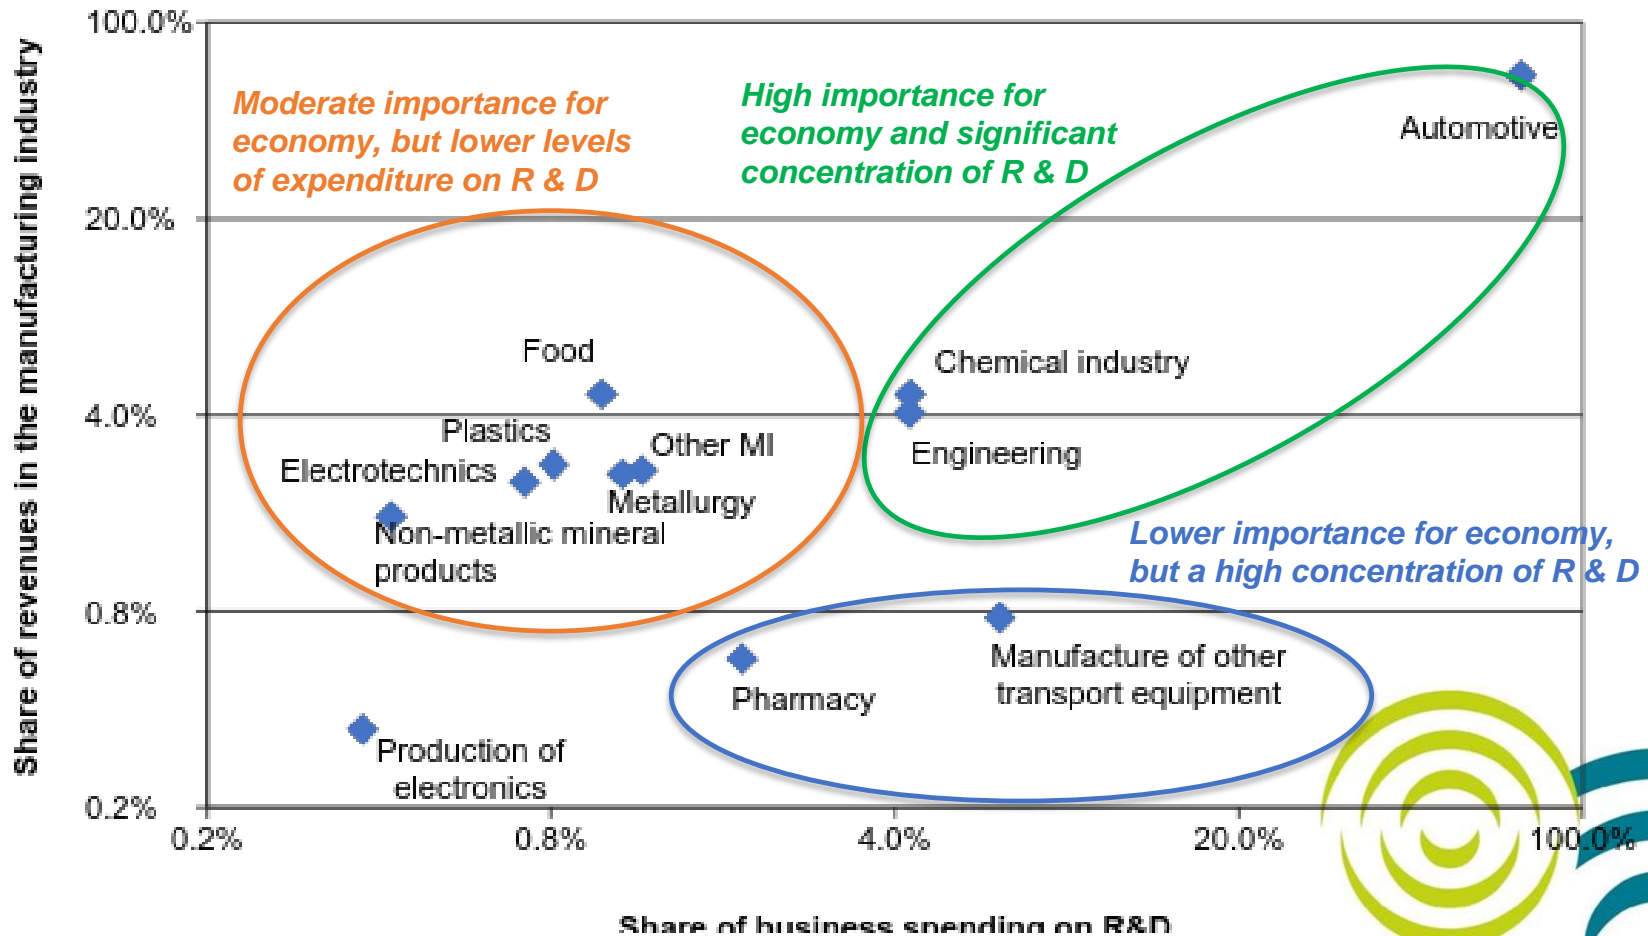 Share of revenues in the manufacturing industry
100.0%
20.0%
4.0%
0.8%
0.2%
Moderate importance for
economy, but lower levels
of expenditure on R & D
High importance for
economy and significant
concentration of R & D
Automotive
Food
Chemical industry
Plastics
Other MI
Electrotechnics
Engineering
Metallurgy
Non-metallic mineral
products
Lower importance for economy,
but a high concentration of R & D
Manufacture of other
transport equipment
Pharmacy
Production of
electronics
0.2%
0.8%
4.0%
20.0%
100.0%
Share of business spending on R&D